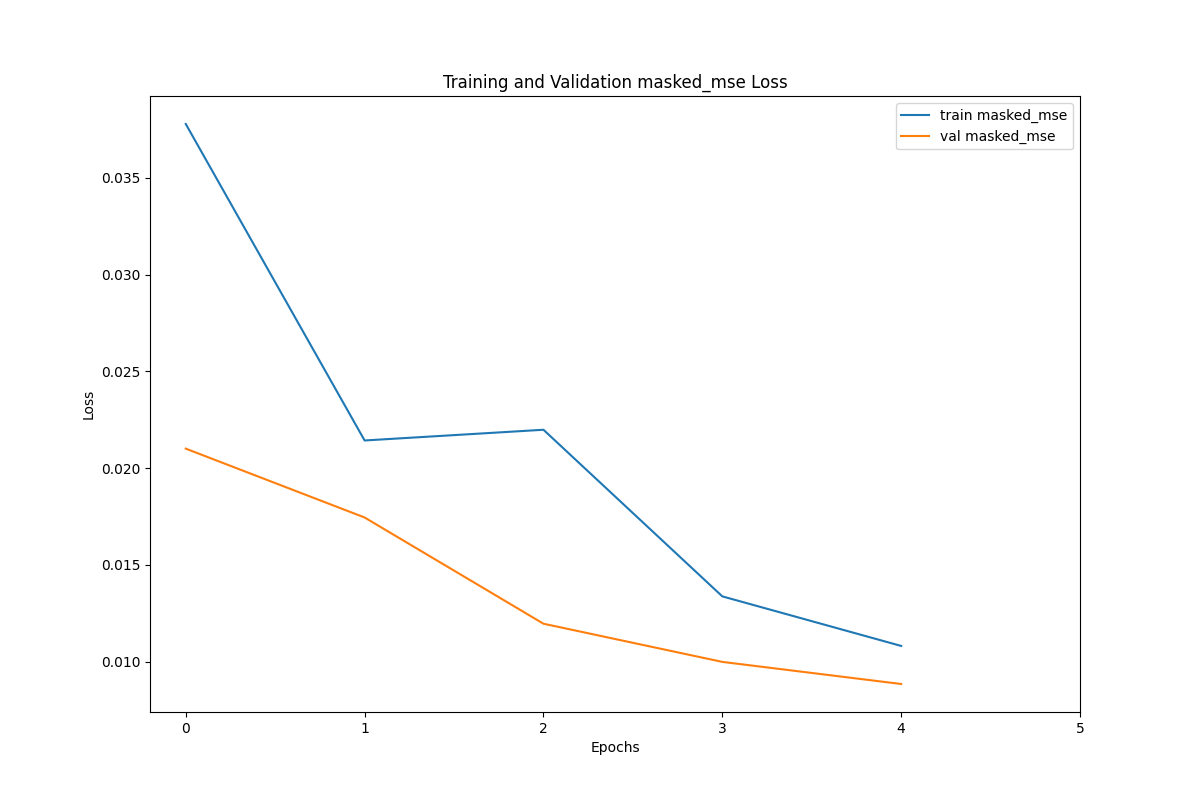 Training and Validation masked_mse Loss
train masked_mse
val masked_mse
0.035
0.030
0.025
0.020
0.015
0.010
Loss
0 1 2 3 4 5
Epochs